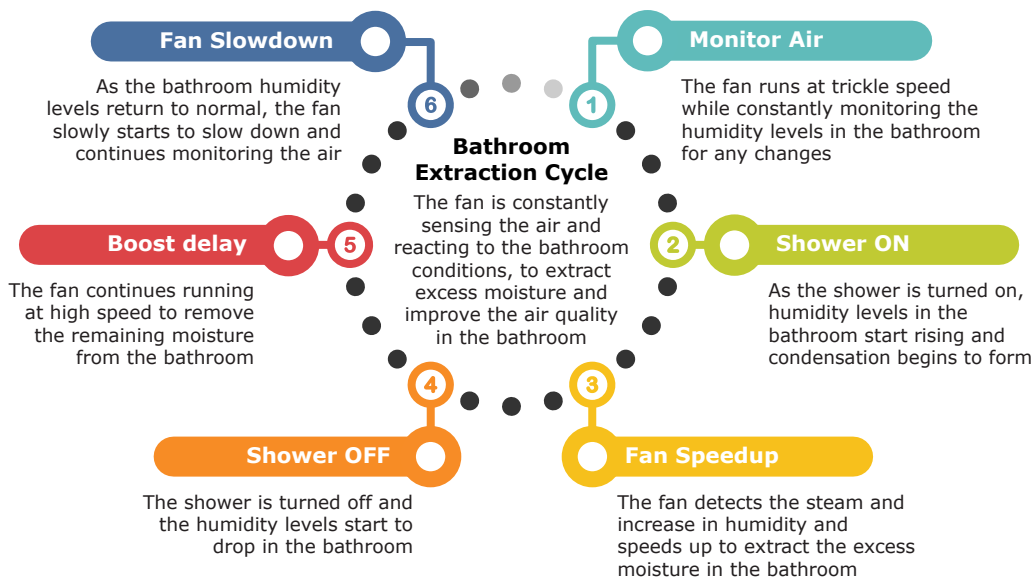 Bathroom
Extraction Cycle
The fan is constantly
sensing the air and
reacting to the bathroom
conditions, to extract
excess moisture and
improve the air quality
in the bathroom
1
Monitor Air
The fan runs at trickle speed
while constantly monitoring the
humidity levels in the bathroom
for any changes
2
Shower ON
As the shower is turned on,
humidity levels in the
bathroom start rising and
condensation begins to form
3
Fan Speedup
The fan detects the steam and
increase in humidity and
speeds up to extract the excess
moisture in the bathroom
4
Shower OFF
The shower is turned off and
the humidity levels start to
drop in the bathroom
5
Boost delay
The fan continues running
at high speed to remove
the remaining moisture
from the bathroom
6
Fan Slowdown
As the bathroom humidity
levels return to normal, the fan
slowly starts to slow down and
continues monitoring the air